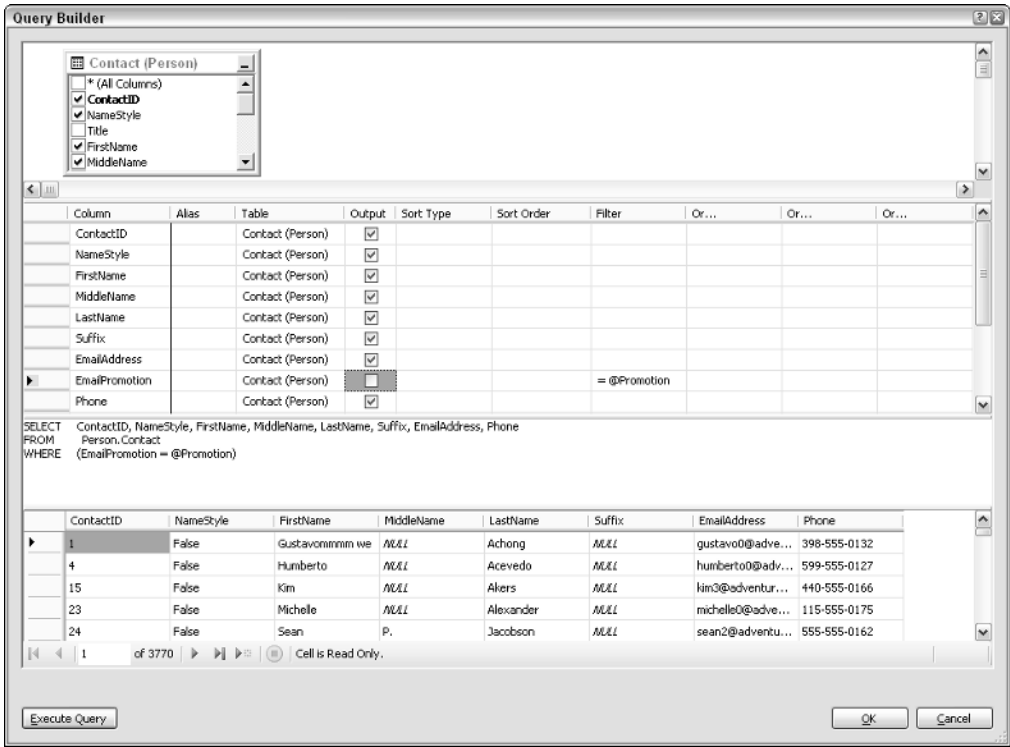 Query Builder
Contact (Person)
* (All Columns)
ContactID
NameStyle
Title
FirstName
MiddleName
Column Alias Table Output Sort Type Sort Order Filter Or... Or... Or...
ContactID Contact (Person)
NameStyle Contact (Person)
FirstName Contact (Person)
MiddleName Contact (Person)
LastName Contact (Person)
Suffix Contact (Person)
EmailAddress Contact (Person)
EmailPromotion Contact (Person) = @Promotion
Phone Contact (Person)
SELECT ContactID, NameStyle, FirstName, MiddleName, LastName, Suffix, EmailAddress, Phone
FROM Person.Contact
WHERE (EmailPromotion = @Promotion)
ContactID NameStyle FirstName MiddleName LastName Suffix EmailAddress Phone
1 False Gustavommmm we NULL Achong NULL gustavo0@adve... 398-555-0132
4 False Humberto NULL Acevedo NULL humberto0@adv... 599-555-0127
15 False Kim NULL Akers NULL kim3@adventur... 440-555-0166
23 False Michelle NULL Alexander NULL michelle0@adve... 115-555-0175
24 False Sean P. Jacobson NULL sean2@adventu... 555-555-0162
1 of 3770 Cell is Read Only.
Execute Query OK Cancel